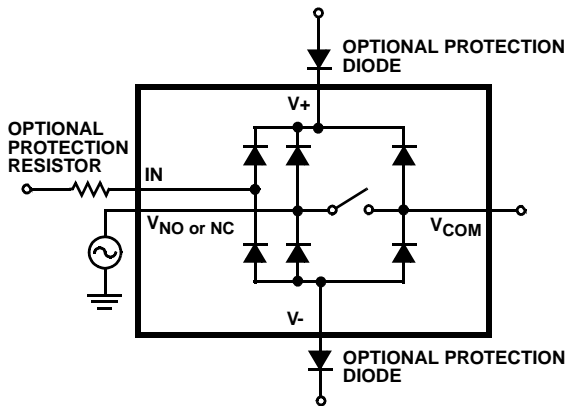 OPTIONAL PROTECTION
DIODE
V+
OPTIONAL
PROTECTION
RESISTOR
IN
VNO or NC
VCOM
V-
OPTIONAL PROTECTION
DIODE